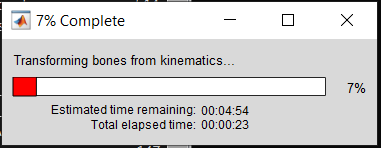 7% Complete
Transforming bones from kinematics...
7%
Estimated time remaining: 00:04:54
Total elapsed time: 00:00:23